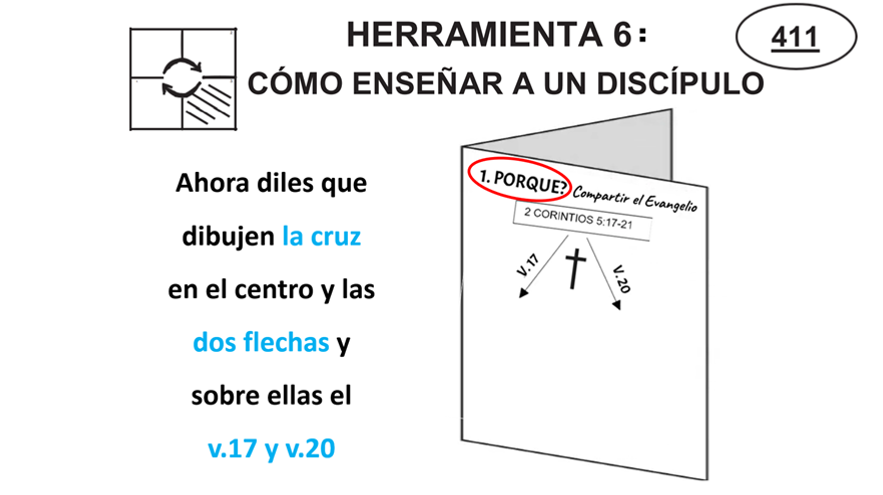 HERRAMIENTA 6:
411
CÓMO ENSEÑAR A UN DISCÍPULO
Ahora diles que
dibujen la cruz
en el centro y las
dos flechas y
sobre ellas el
v.17 y v.20
1. PORQUE? Compartir el Evangelio
2 CORINTIOS 5:17-21
V.17
V.20